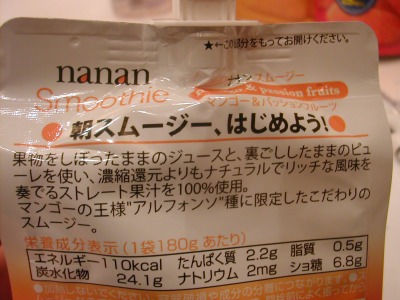 ★←この部分をもってお開けください。
nanan
Smoothie
ナナンスムージー
& passion fruits
マンゴー&パッションフルーツ
朝スムージー、はじめよう!
果物をしぼったままのジュースと、裏ごししたままのピュ
ーレを使い、濃縮還元よりもナチュラルでリッチな風味を
奏でるストレート果汁を100%使用。
マンゴーの王様"アルフォンソ"種に限定したこだわりの
スムージー。
栄養成分表示(1袋180gあたり)
エネルギー110kcal たんぱく質 2.2g 脂質 0.5g
炭水化物 24.1g ナトリウム 2mg ショ糖 6.8g